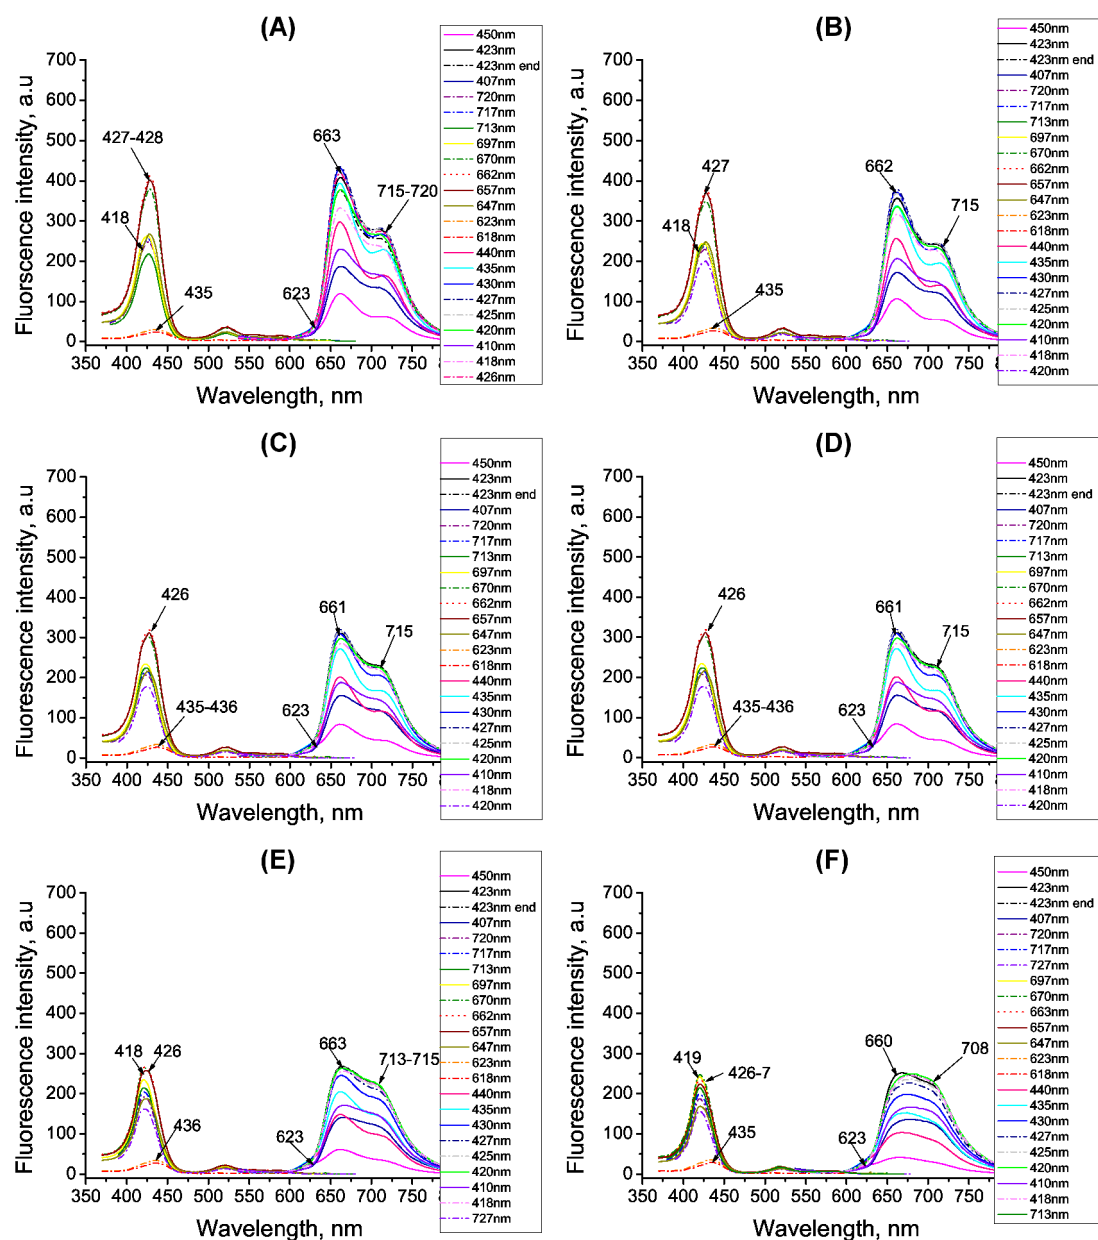 (A)
Fluorscence intensity, a.u
700
600
500
400
300
200
100
0
350 400 450 500 550 600 650 700 750
Wavelength, nm
427-428
418
435
623
663
715-720
450nm
423nm
423nm end
407nm
720nm
717nm
713nm
697nm
670nm
662nm
657nm
647nm
623nm
618nm
440nm
435nm
430nm
427nm
425nm
420nm
410nm
418nm
426nm
(B)
Fluorescence intensity, a.u
700
600
500
400
300
200
100
0
350 400 450 500 550 600 650 700 750
Wavelength, nm
427
418
435
662
715
450nm
423nm
423nm end
407nm
720nm
717nm
713nm
697nm
670nm
662nm
657nm
647nm
623nm
618nm
440nm
435nm
430nm
427nm
425nm
420nm
410nm
418nm
420nm
(C)
Fluorescence intensity, a.u
700
600
500
400
300
200
100
0
350 400 450 500 550 600 650 700 750
Wavelength, nm
426
435-436
623
661
715
450nm
423nm
423nm end
407nm
720nm
717nm
713nm
697nm
670nm
662nm
657nm
647nm
623nm
618nm
440nm
435nm
430nm
427nm
425nm
420nm
410nm
418nm
420nm
(D)
Fluorescence intensity, a.u
700
600
500
400
300
200
100
0
350 400 450 500 550 600 650 700 750
Wavelength, nm
426
435-436
623
661
715
450nm
423nm
423nm end
407nm
720nm
717nm
713nm
697nm
670nm
662nm
657nm
647nm
623nm
618nm
440nm
435nm
430nm
427nm
425nm
420nm
410nm
418nm
420nm
(E)
Fluorescence intensity, a.u
700
600
500
400
300
200
100
0
350 400 450 500 550 600 650 700 750
Wavelength, nm
418 426
436
623
663
713-715
450nm
423nm
423nm end
407nm
720nm
717nm
713nm
697nm
670nm
662nm
657nm
647nm
623nm
618nm
440nm
435nm
430nm
427nm
425nm
420nm
410nm
418nm
727nm
(F)
Fluorescence intensity, a.u
700
600
500
400
300
200
100
0
350 400 450 500 550 600 650 700 750
Wavelength, nm
419
426-7
435
623
660
708
450nm
423nm
423nm end
407nm
720nm
717nm
727nm
697nm
670nm
663nm
657nm
647nm
623nm
618nm
440nm
435nm
430nm
427nm
425nm
420nm
410nm
418nm
713nm